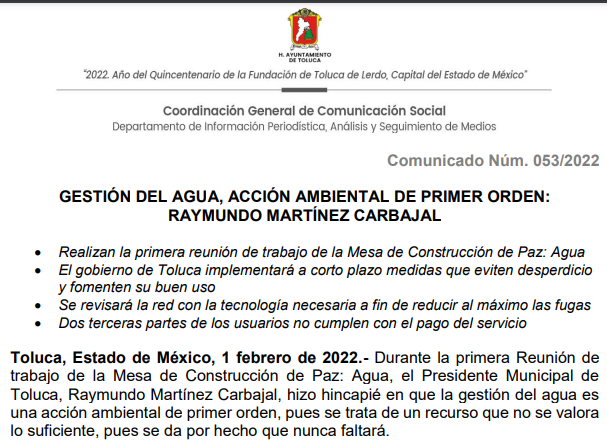 H. AYUNTAMIENTO
DE TOLUCA
"2022. Año del Quincentenario de la Fundación de Toluca de Lerdo, Capital del Estado de México"
Coordinación General de Comunicación Social
Departamento de Información Periodística, Análisis y Seguimiento de Medios
Comunicado Núm. 053/2022
GESTIÓN DEL AGUA, ACCIÓN AMBIENTAL DE PRIMER ORDEN:
RAYMUNDO MARTÍNEZ CARBAJAL
• Realizan la primera reunión de trabajo de la Mesa de Construcción de Paz: Agua
• El gobierno de Toluca implementará a corto plazo medidas que eviten desperdicio
y fomenten su buen uso
• Se revisará la red con la tecnología necesaria a fin de reducir al máximo las fugas
• Dos terceras partes de los usuarios no cumplen con el pago del servicio
Toluca, Estado de México, 1 febrero de 2022.- Durante la primera Reunión de
trabajo de la Mesa de Construcción de Paz: Agua, el Presidente Municipal de
Toluca, Raymundo Martínez Carbajal, hizo hincapié en que la gestión del agua es
una acción ambiental de primer orden, pues se trata de un recurso que no se valora
lo suficiente, pues se da por hecho que nunca faltará.